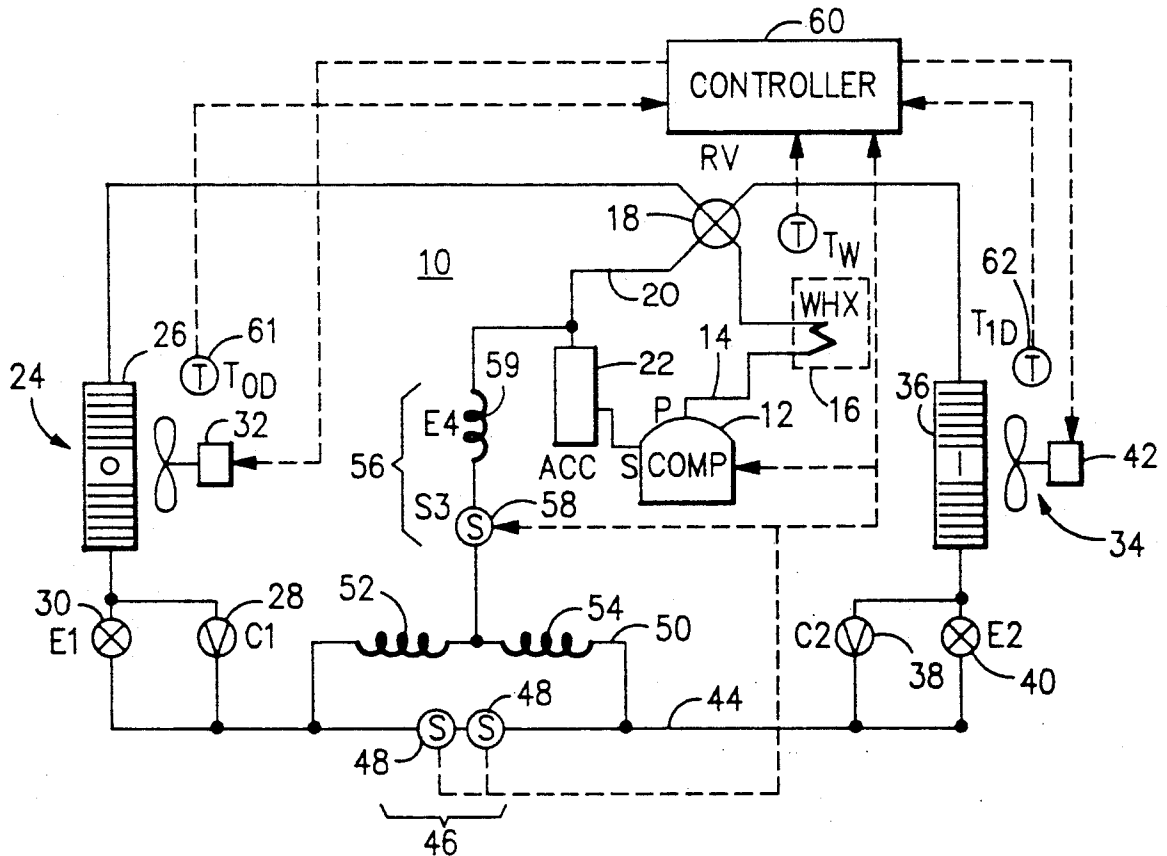 60
CONTROLLER
RV
18
T
T_W
10
20
WHX
62
T_1D
T
26
61
T
T_OD
24
32
59
22
14
P
12
16
36
E4
56
ACC
S
COMP
42
S3
58
S
34
30
28
52
54
50
E1
C1
C2
38
E2
40
48
44
S
S
48
46
O
I